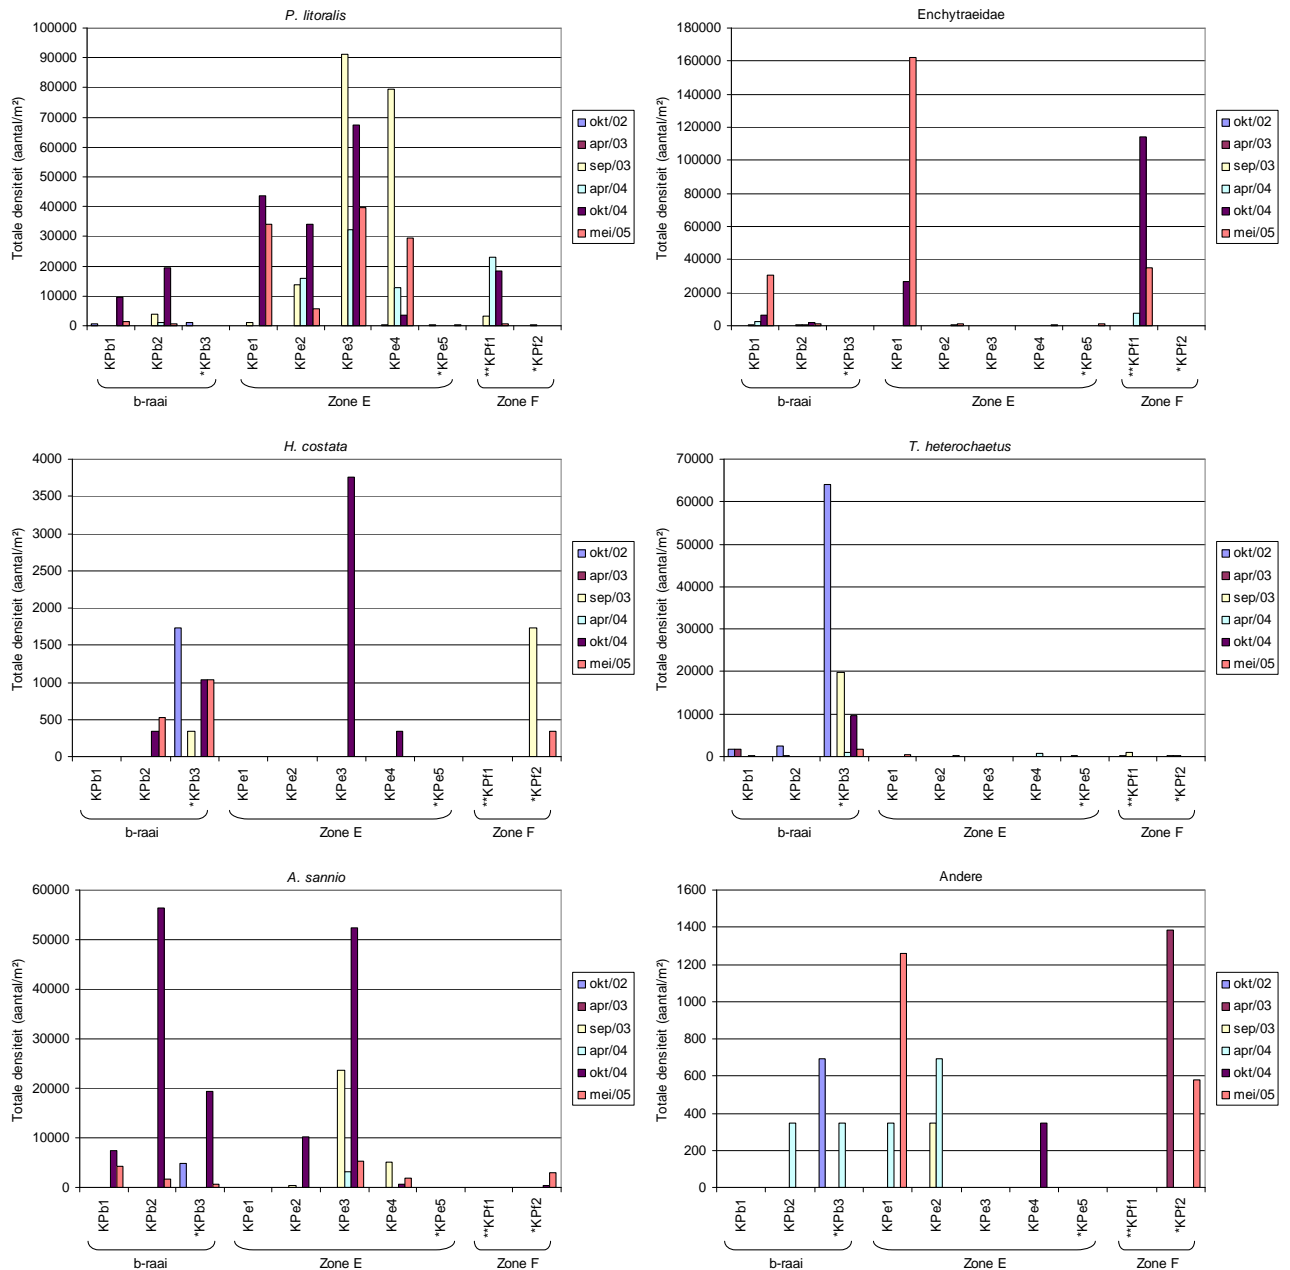 P. litoralis
Totale densiteit (aantal/m²)
100000
90000
80000
70000
60000
50000
40000
30000
20000
10000
0
KPb1
KPb2
*KPb3
KPe1
KPe2
KPe3
KPe4
*KPe5
**KPf1
*KPf2
b-raai
Zone E
Zone F
okt/02
apr/03
sep/03
apr/04
okt/04
mei/05
Enchytraeidae
Totale densiteit (aantal/m²)
180000
160000
140000
120000
100000
80000
60000
40000
20000
0
KPb1
KPb2
*KPb3
KPe1
KPe2
KPe3
KPe4
*KPe5
**KPf1
*KPf2
b-raai
Zone E
Zone F
okt/02
apr/03
sep/03
apr/04
okt/04
mei/05
H. costata
Totale densiteit (aantal/m²)
4000
3500
3000
2500
2000
1500
1000
500
0
KPb1
KPb2
*KPb3
KPe1
KPe2
KPe3
KPe4
*KPe5
**KPf1
*KPf2
b-raai
Zone E
Zone F
okt/02
apr/03
sep/03
apr/04
okt/04
mei/05
T. heterochaetus
Totale densiteit (aantal/m²)
70000
60000
50000
40000
30000
20000
10000
0
KPb1
KPb2
*KPb3
KPe1
KPe2
KPe3
KPe4
*KPe5
**KPf1
*KPf2
b-raai
Zone E
Zone F
okt/02
apr/03
sep/03
apr/04
okt/04
mei/05
A. sannio
Totale densiteit (aantal/m²)
60000
50000
40000
30000
20000
10000
0
KPb1
KPb2
*KPb3
KPe1
KPe2
KPe3
KPe4
*KPe5
**KPf1
*KPf2
b-raai
Zone E
Zone F
okt/02
apr/03
sep/03
apr/04
okt/04
mei/05
Andere
Totale densiteit (aantal/m²)
1600
1400
1200
1000
800
600
400
200
0
KPb1
KPb2
*KPb3
KPe1
KPe2
KPe3
KPe4
*KPe5
**KPf1
*KPf2
b-raai
Zone E
Zone F
okt/02
apr/03
sep/03
apr/04
okt/04
mei/05